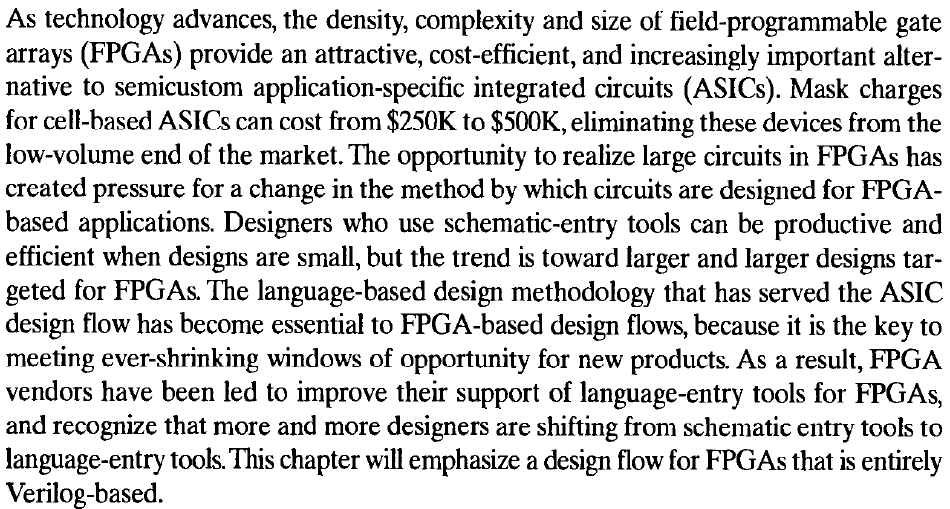 As technology advances, the density, complexity and size of field-programmable gate
arrays (FPGAs) provide an attractive, cost-efficient, and increasingly important alter-
native to semicustom application-specific integrated circuits (ASICs). Mask charges
for cell-based ASICs can cost from $250K to $500K, eliminating these devices from the
low-volume end of the market. The opportunity to realize large circuits in FPGAs has
created pressure for a change in the method by which circuits are designed for FPGA-
based applications. Designers who use schematic-entry tools can be productive and
efficient when designs are small, but the trend is toward larger and larger designs tar-
geted for FPGAs. The language-based design methodology that has served the ASIC
design flow has become essential to FPGA-based design flows, because it is the key to
meeting ever-shrinking windows of opportunity for new products. As a result, FPGA
vendors have been led to improve their support of language-entry tools for FPGAs,
and recognize that more and more designers are shifting from schematic entry tools to
language-entry tools. This chapter will emphasize a design flow for FPGAs that is entirely
Verilog-based.